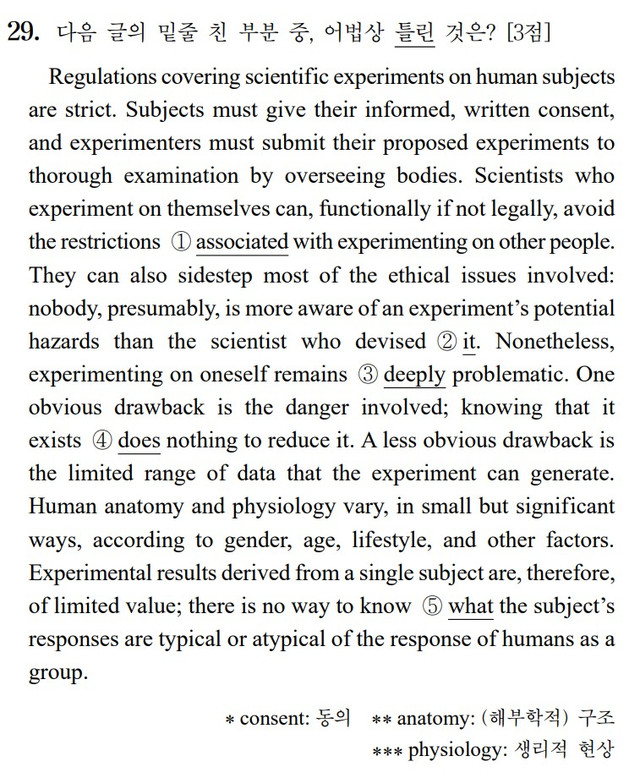 29. 다음 글의 밑줄 친 부분 중, 어법상 틀린 것은? [3점]
Regulations covering scientific experiments on human subjects
are strict. Subjects must give their informed, written consent,
and experimenters must submit their proposed experiments to
thorough examination by overseeing bodies. Scientists who
experiment on themselves can, functionally if not legally, avoid
the restrictions ① associated with experimenting on other people.
They can also sidestep most of the ethical issues involved:
nobody, presumably, is more aware of an experiment's potential
hazards than the scientist who devised ② it. Nonetheless,
experimenting on oneself remains ③ deeply problematic. One
obvious drawback is the danger involved; knowing that it
exists ④ does nothing to reduce it. A less obvious drawback is
the limited range of data that the experiment can generate.
Human anatomy and physiology vary, in small but significant
ways, according to gender, age, lifestyle, and other factors.
Experimental results derived from a single subject are, therefore,
of limited value; there is no way to know ⑤ what the subject's
responses are typical or atypical of the response of humans as a
group.
* consent: 동의 ** anatomy: (해부학적) 구조
*** physiology: 생리적 현상